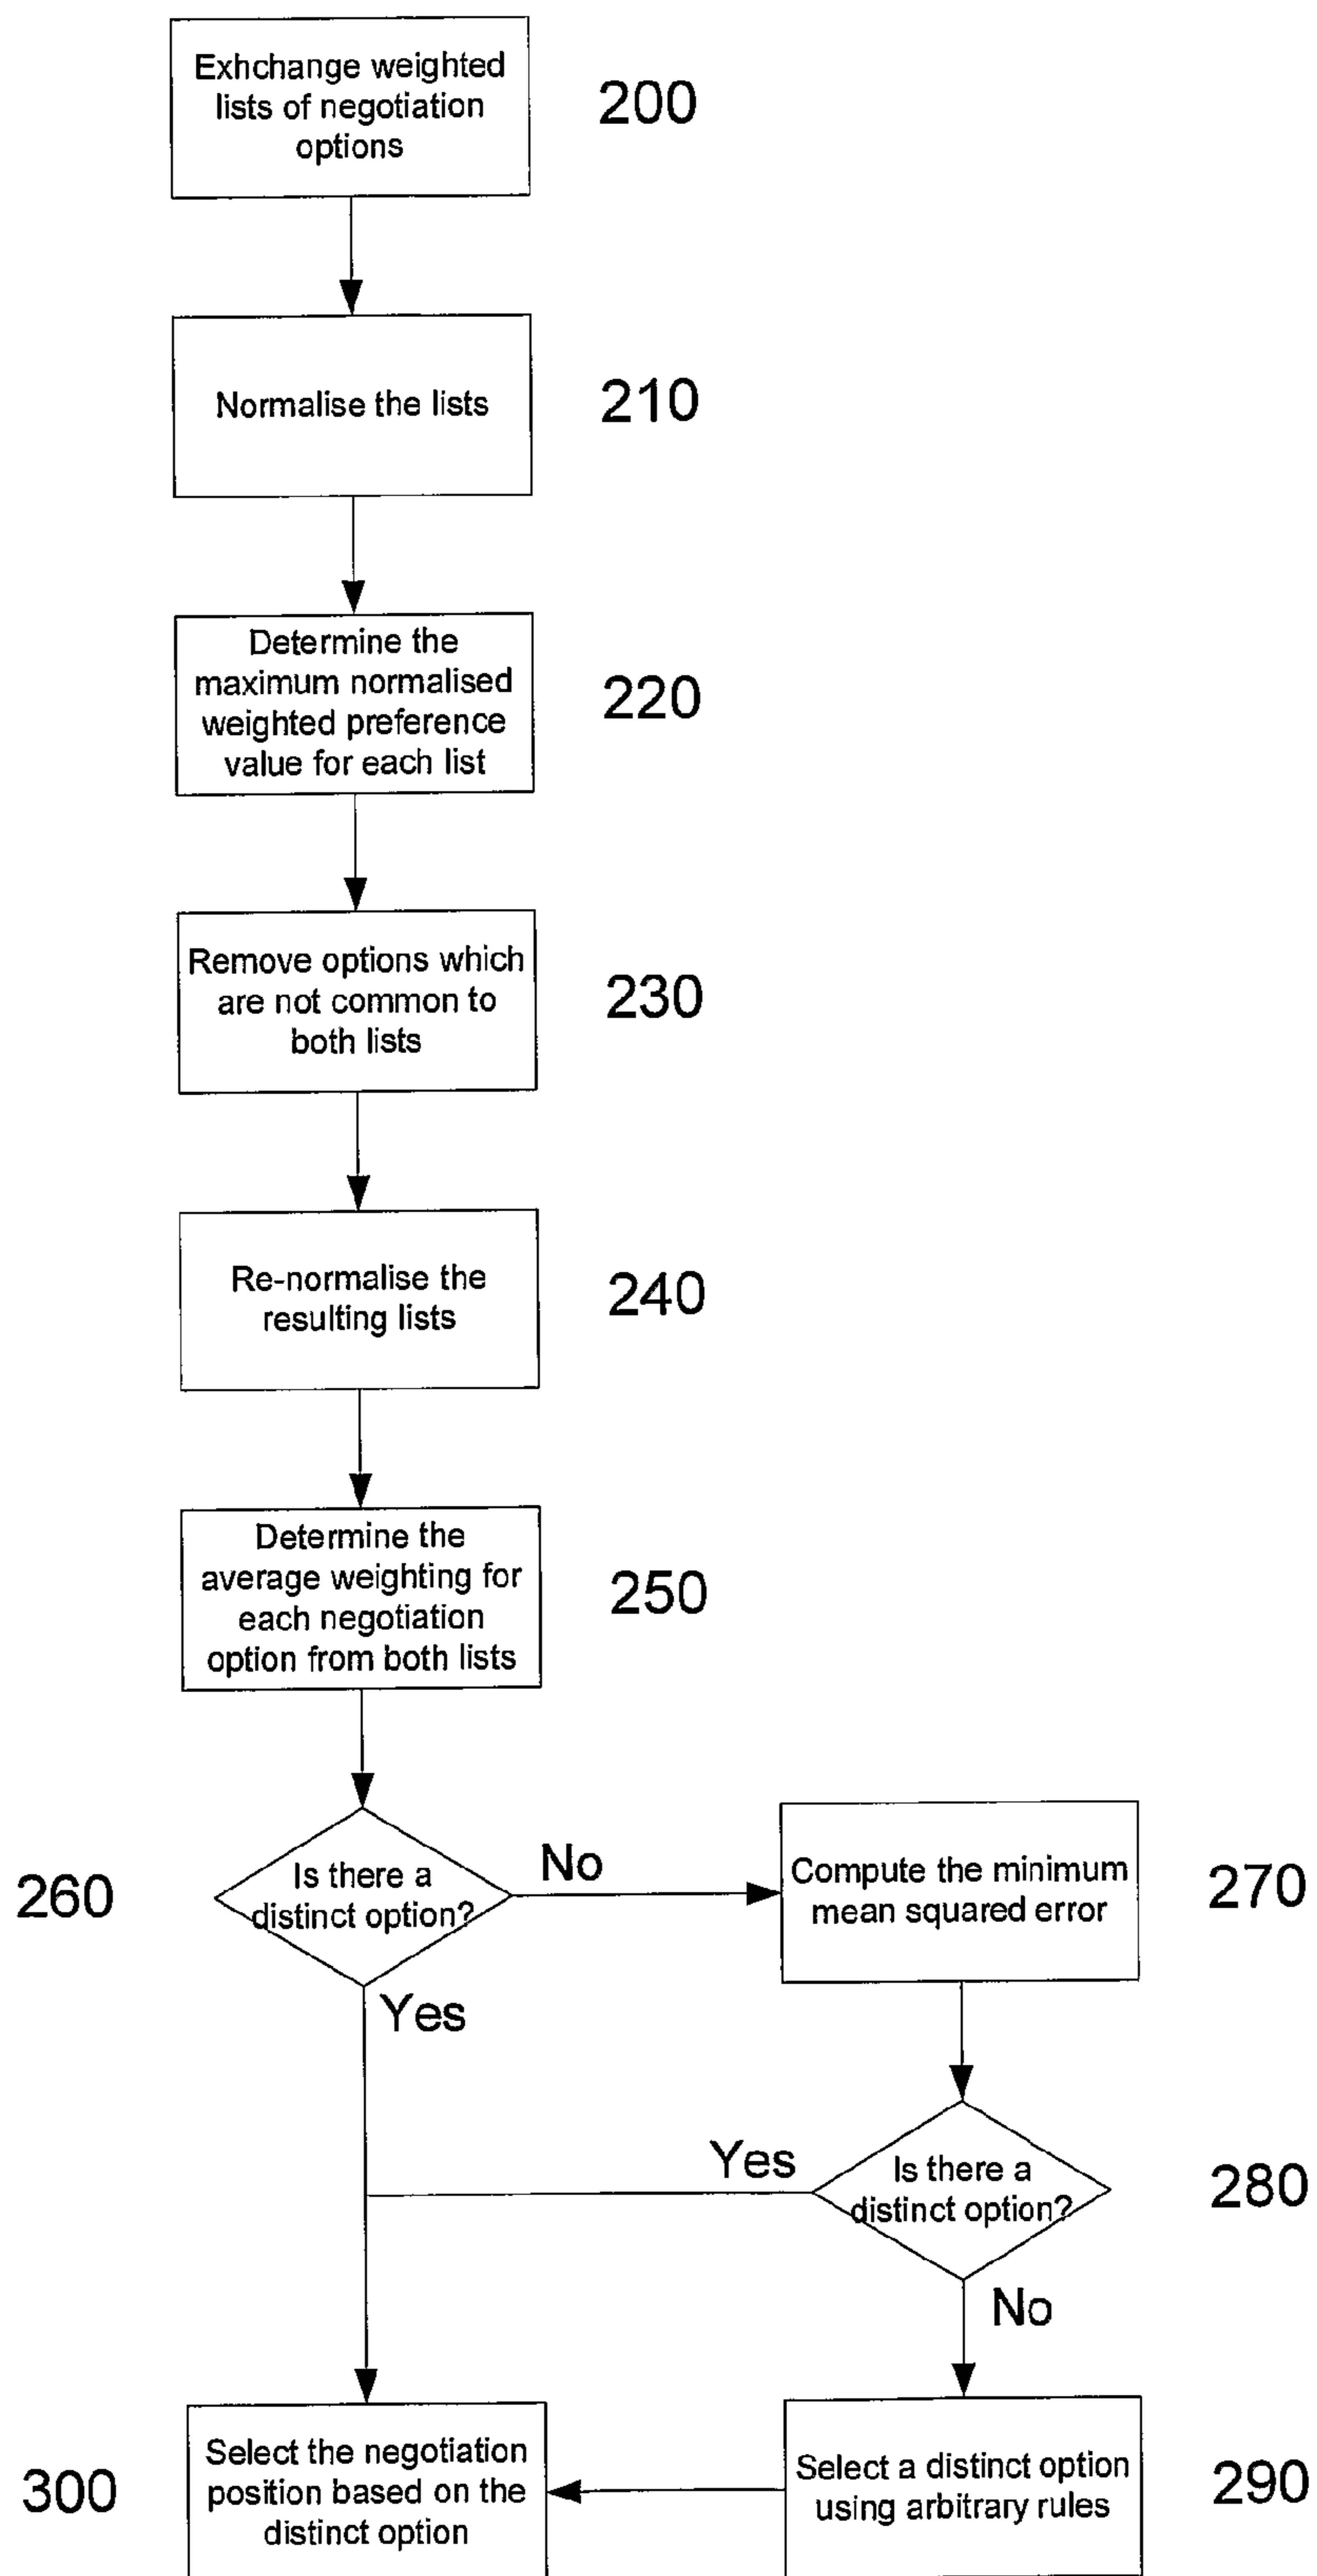 Exhchange weighted
lists of negotiation
options
200
Normalise the lists
210
Determine the
maximum normalised
weighted preference
value for each list
220
Remove options which
are not common to
both lists
230
Re-normalise the
resulting lists
240
Determine the
average weighting for
each negotiation
option from both lists
250
260
Is there a
distinct option?
No
Compute the minimum
mean squared error
270
Yes
Yes
Is there a
distinct option?
280
No
300
Select the negotiation
position based on the
distinct option
Select a distinct option
using arbitrary rules
290